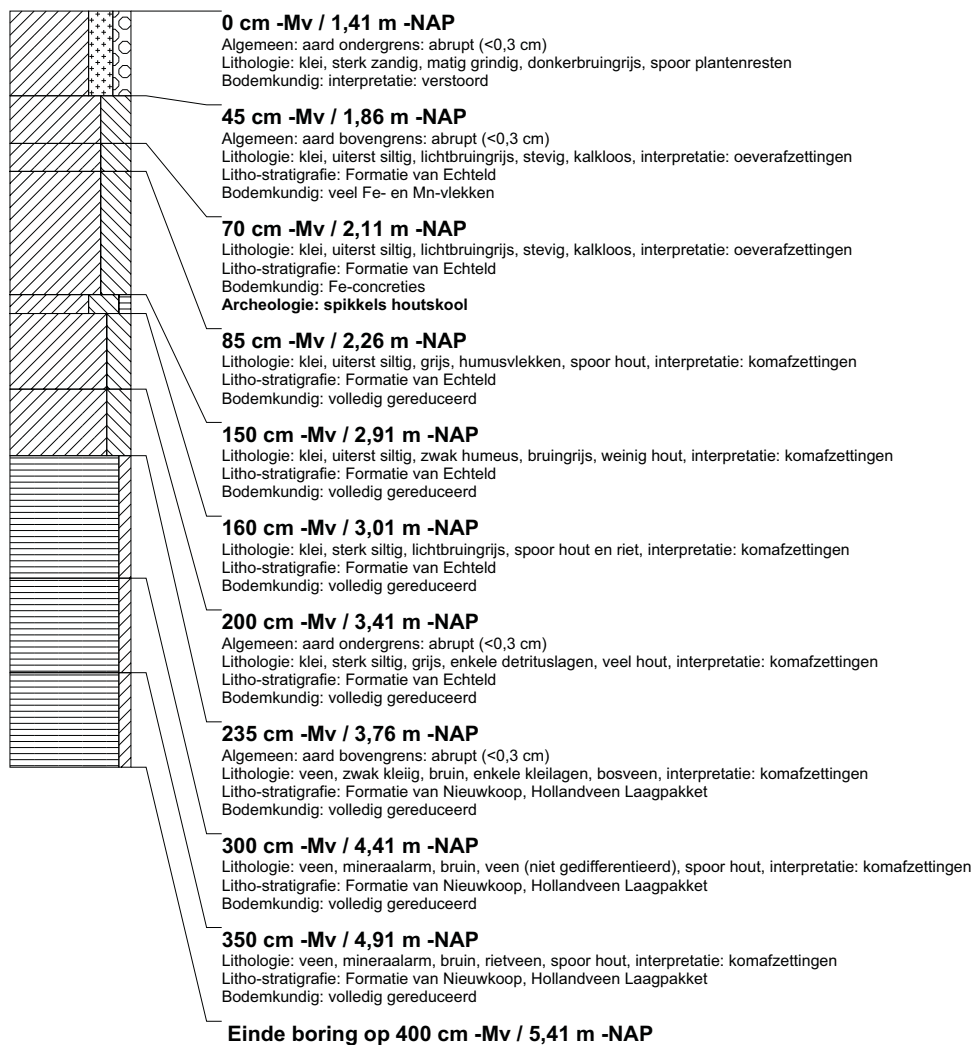 0 cm -Mv / 1,41 m -NAP
Algemeen: aard ondergrens: abrupt (<0,3 cm)
Lithologie: klei, sterk zandig, matig grindig, donkerbruingrijs, spoor plantenresten
Bodemkundig: interpretatie: verstoord
45 cm -Mv / 1,86 m -NAP
Algemeen: aard bovengrens: abrupt (<0,3 cm)
Lithologie: klei, uiterst siltig, lichtbruingrijs, stevig, kalkloos, interpretatie: oeverafzettingen
Litho-stratigrafie: Formatie van Echteld
Bodemkundig: veel Fe- en Mn-vlekken
70 cm -Mv / 2,11 m -NAP
Lithologie: klei, uiterst siltig, lichtbruingrijs, stevig, kalkloos, interpretatie: oeverafzettingen
Litho-stratigrafie: Formatie van Echteld
Bodemkundig: Fe-concreties
Archeologie: spikkels houtskool
85 cm -Mv / 2,26 m -NAP
Lithologie: klei, uiterst siltig, grijs, humusvlekken, spoor hout, interpretatie: komafzettingen
Litho-stratigrafie: Formatie van Echteld
Bodemkundig: volledig gereduceerd
150 cm -Mv / 2,91 m -NAP
Lithologie: klei, uiterst siltig, zwak humeus, bruingrijs, weinig hout, interpretatie: komafzettingen
Litho-stratigrafie: Formatie van Echteld
Bodemkundig: volledig gereduceerd
160 cm -Mv / 3,01 m -NAP
Lithologie: klei, sterk siltig, lichtbruingrijs, spoor hout en riet, interpretatie: komafzettingen
Litho-stratigrafie: Formatie van Echteld
Bodemkundig: volledig gereduceerd
200 cm -Mv / 3,41 m -NAP
Algemeen: aard ondergrens: abrupt (<0,3 cm)
Lithologie: klei, sterk siltig, grijs, enkele detrituslagen, veel hout, interpretatie: komafzettingen
Litho-stratigrafie: Formatie van Echteld
Bodemkundig: volledig gereduceerd
235 cm -Mv / 3,76 m -NAP
Algemeen: aard bovengrens: abrupt (<0,3 cm)
Lithologie: veen, zwak kleiig, bruin, enkele kleilagen, bosveen, interpretatie: komafzettingen
Litho-stratigrafie: Formatie van Nieuwkoop, Hollandveen Laagpakket
Bodemkundig: volledig gereduceerd
300 cm -Mv / 4,41 m -NAP
Lithologie: veen, mineraalarm, bruin, veen (niet gedifferentieerd), spoor hout, interpretatie: komafzettingen
Litho-stratigrafie: Formatie van Nieuwkoop, Hollandveen Laagpakket
Bodemkundig: volledig gereduceerd
350 cm -Mv / 4,91 m -NAP
Lithologie: veen, mineraalarm, bruin, rietveen, spoor hout, interpretatie: komafzettingen
Litho-stratigrafie: Formatie van Nieuwkoop, Hollandveen Laagpakket
Bodemkundig: volledig gereduceerd
Einde boring op 400 cm -Mv / 5,41 m -NAP